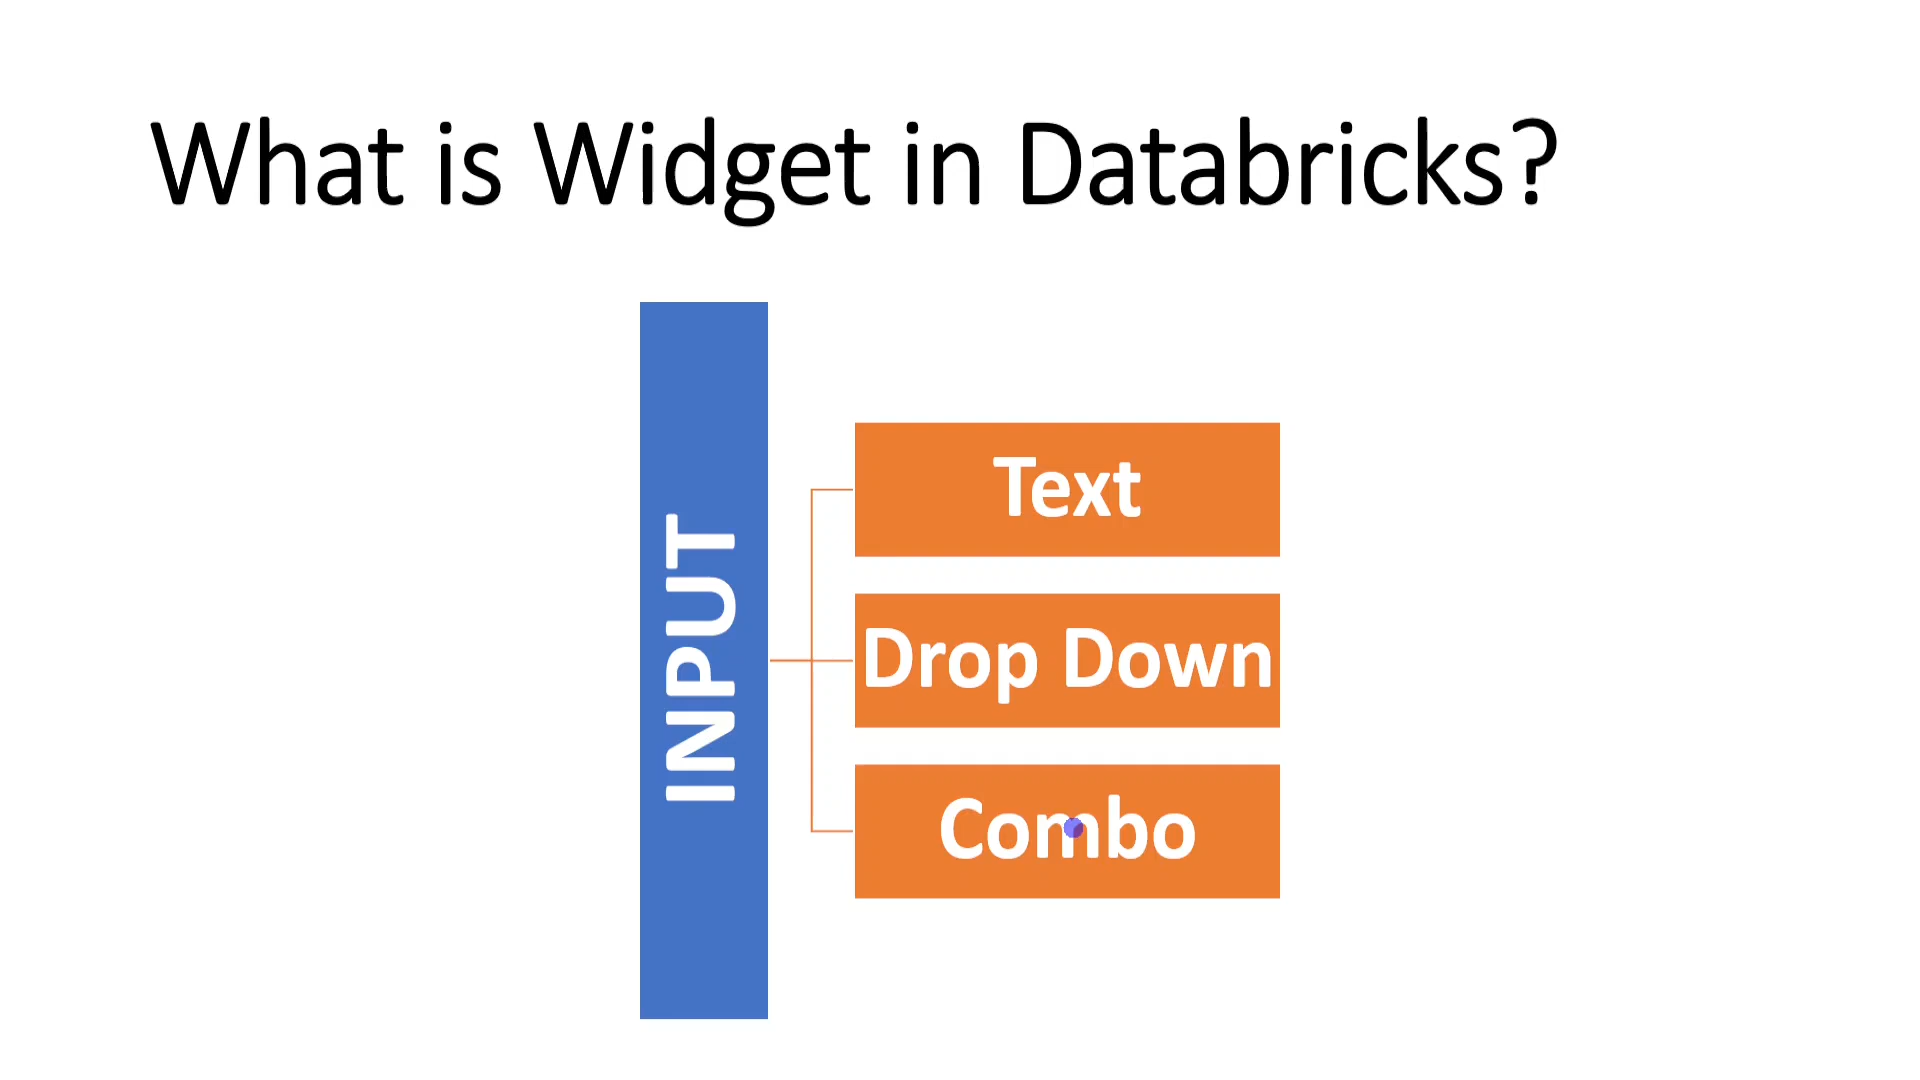 What is Widget in Databricks?
INPUT
Text
Drop Down
Combo